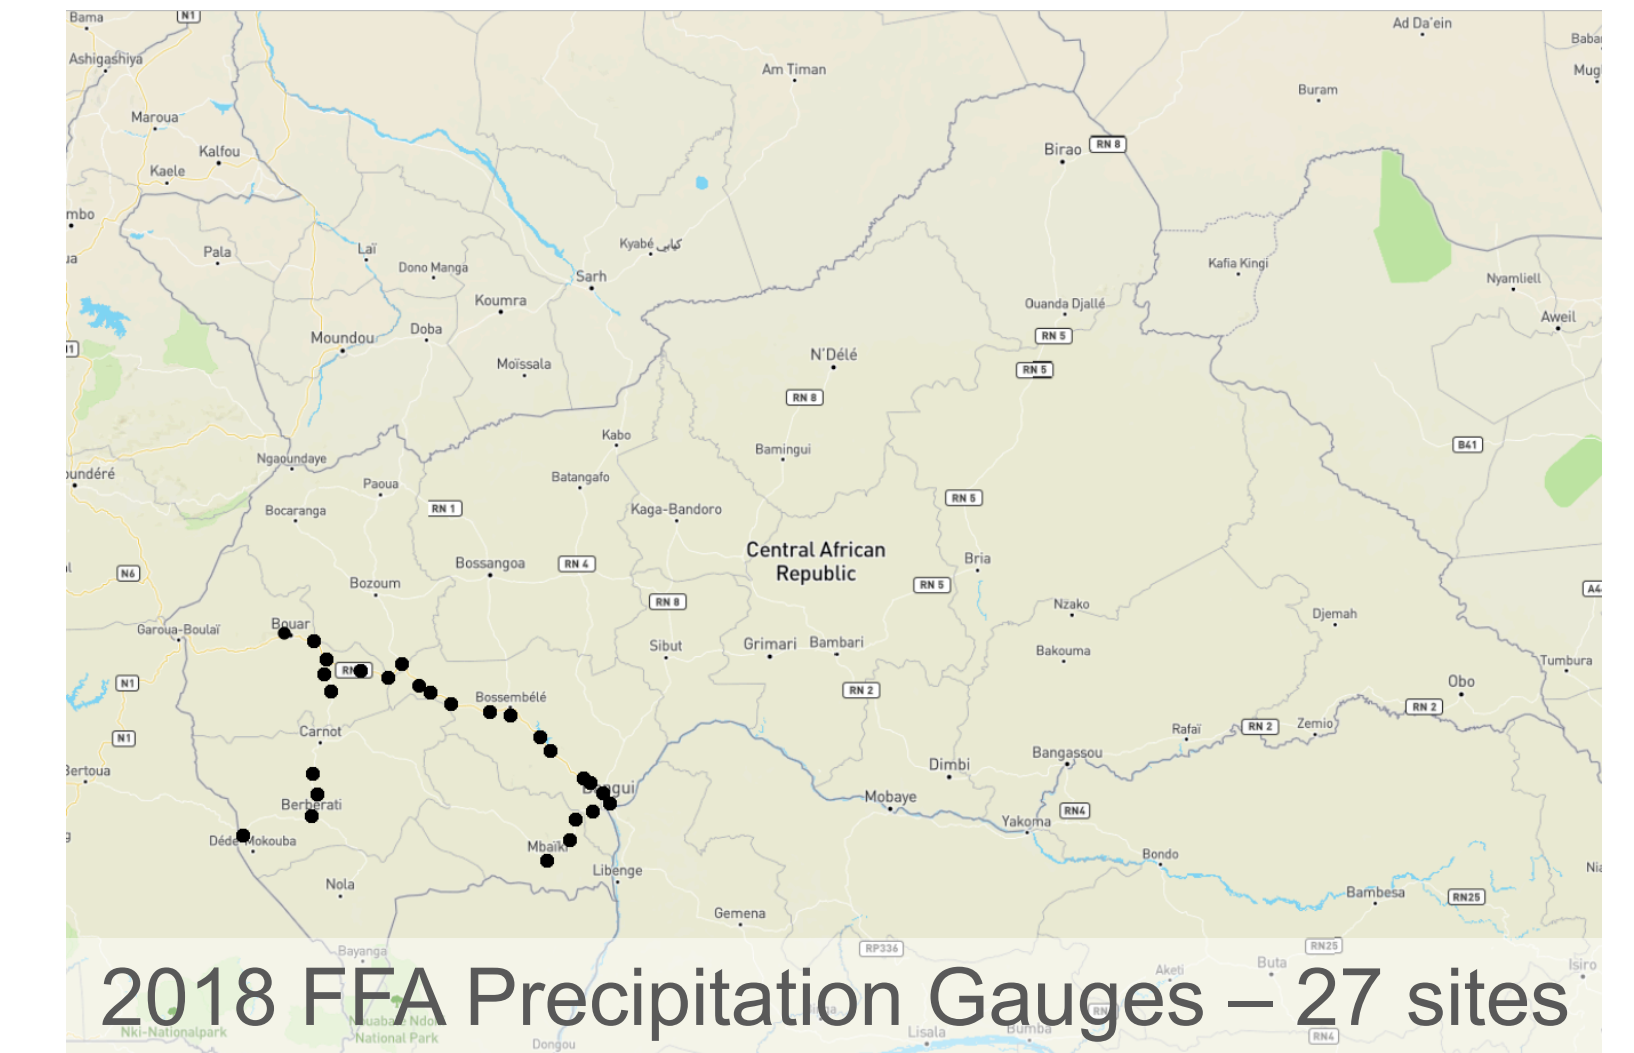 Bama
N1
Ad Da'ein
Ashigashiya
Am Timan
Buram
Maroua
Kalfou
Kaele
Birao
RN 8
Pala
Laï
Dono Manga
Kyabé كيابي
Kafia Kingi
Sarh
Nyamliell
Koumra
Ouanda Djallé
Aweil
Moundou
Doba
RN 5
N'Délé
Moïssala
RN 5
RN 8
Kabo
B41
Ngaoundaye
Bamingui
Paoua
Batangafo
RN 5
Bocaranga
RN 1
Kaga-Bandoro
Central African
Republic
Bossangoa
RN 4
Bria
N6
Bozoum
RN 5
RN 8
Nzako
Djemah
Garoua-Boulaï
Bouar
Sibut
Grimari
Bambari
Bakouma
Tumbura
N1
Bossembélé
RN 2
Obo
RN 2
Carnot
N1
Rafaï
RN 2
Zemio
Bangassou
Dimbi
Berbérati
Mobaye
RN4
Yakoma
Mbaïki
Bondo
Libenge
Nola
Bambesa
RN25
Gemena
Bayanga
RP336
RN25
Aketi
Buta
Isiro
2018 FFA Precipitation Gauges – 27 sites
Nki-Nationalpark
National Park
Dongou
Lisala
Bumba
RN4